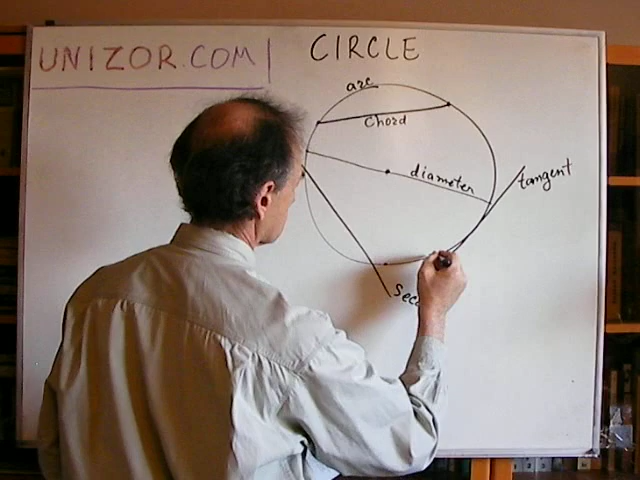 UNIZOR.COM
CIRCLE
arc
chord
diameter
tangent